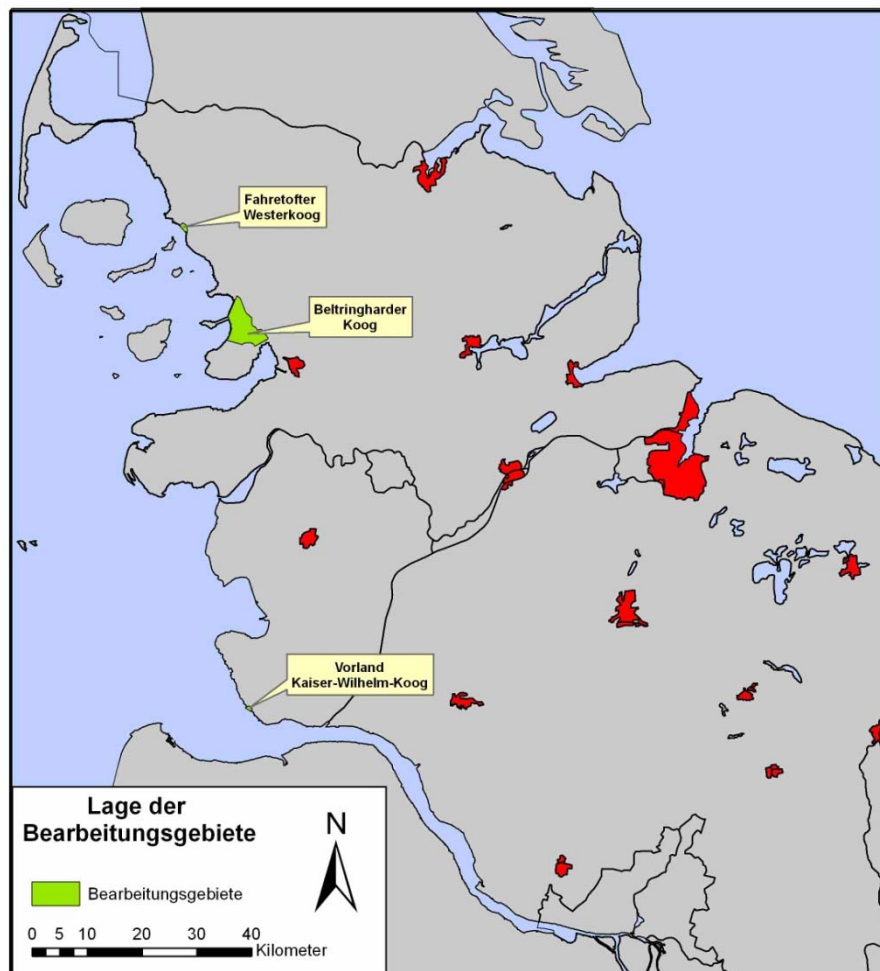 Fahretofter
Westerkoog
Beltringharder
Koog
Vorland
Kaiser-Wilhelm-Koog
Lage der
Bearbeitungsgebiete
N
Bearbeitungsgebiete
0 5 10 20 30 40
Kilometer